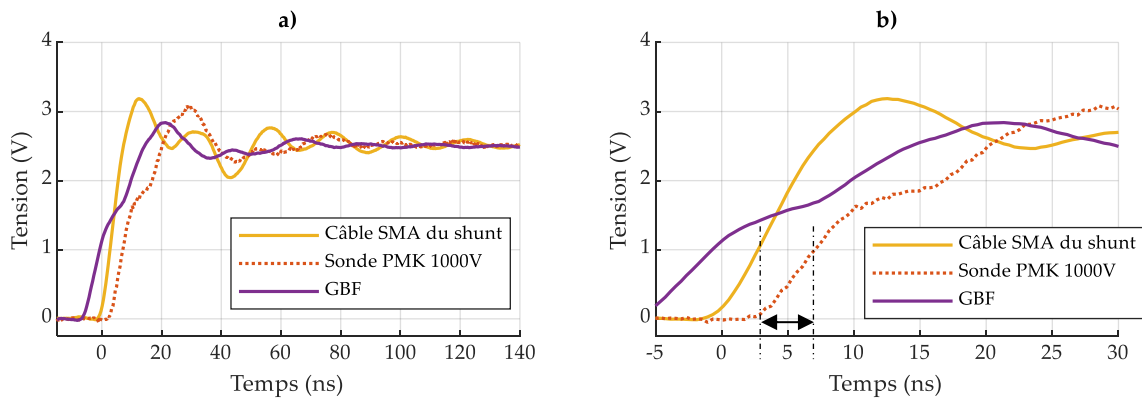 a)
4
3
2
1
0
Tension (V)
Câble SMA du shunt
Sonde PMK 1000V
GBF
0 20 40 60 80 100 120 140
Temps (ns)
b)
4
3
2
1
0
Tension (V)
Câble SMA du shunt
Sonde PMK 1000V
GBF
-5 0 5 10 15 20 25 30
Temps (ns)